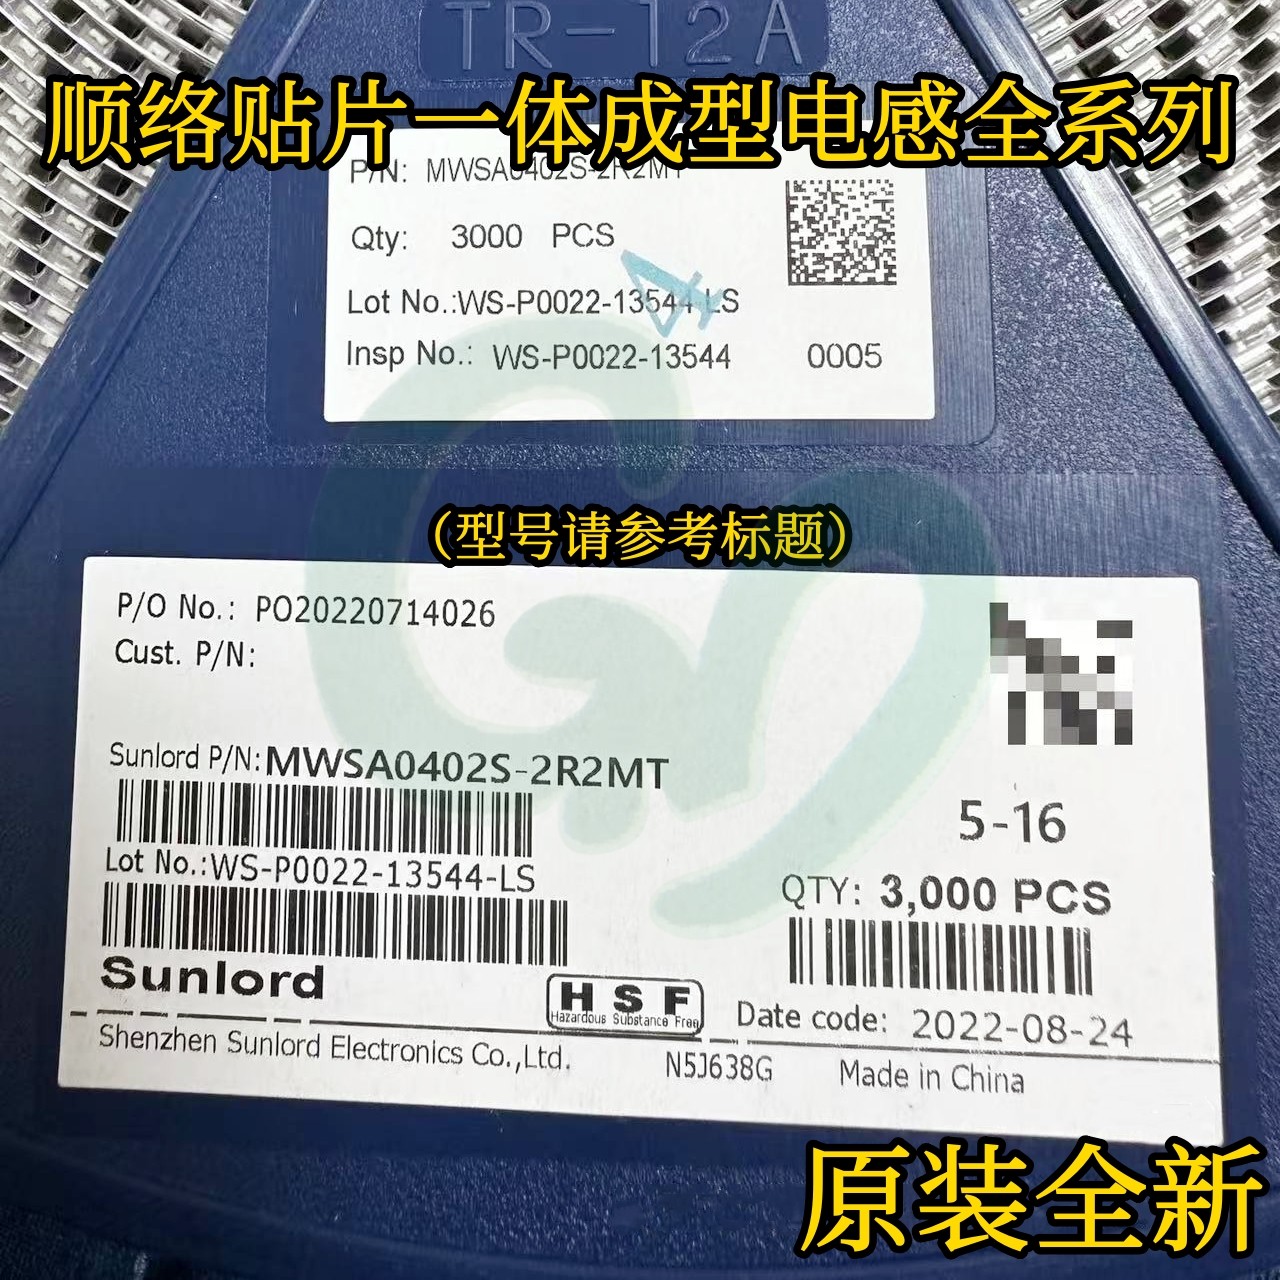 TR-12A
顺络贴片一体成型电感全系列
P/N: MWSA0402S-2R2MT
Qty: 3000 PCS
4
Lot No.:WS-P0022-13544-LS
Insp No.: WS-P0022-13544 0005
(型号请参考标题)
P/O No.: PO20220714026
Cust. P/N:
Sunlord P/N:MWSA0402S-2R2MT
5-16
Lot No.:WS-P0022-13544-LS
QTY: 3,000 PCS
Sunlord
HSF
Hazardous Substance Free
Date code: 2022-08-24
Shenzhen Sunlord Electronics Co.,Ltd. N5J638G Made in China
原装全新